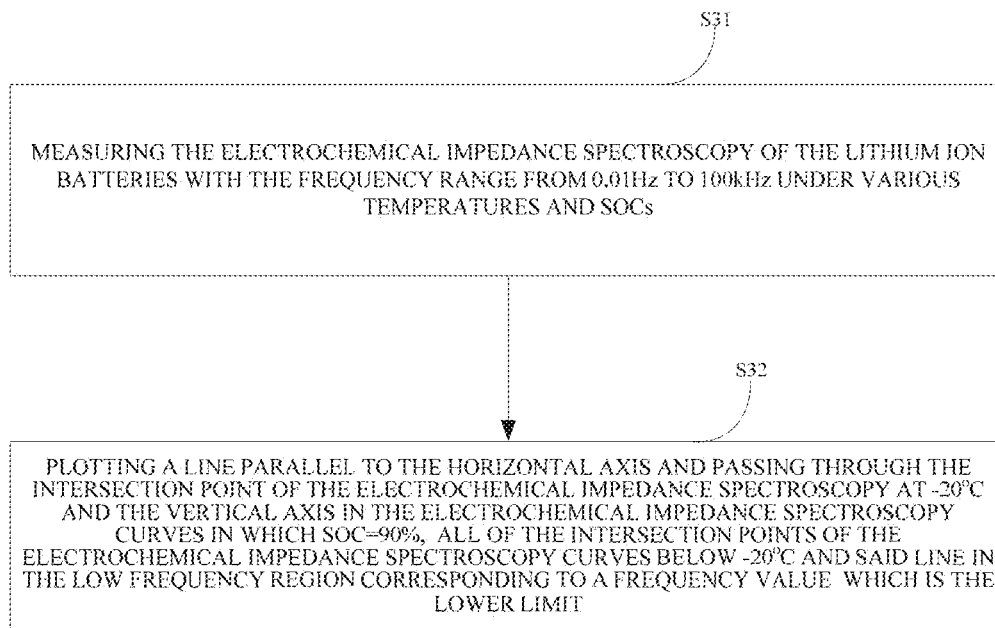 S31
MEASURING THE ELECTROCHEMICAL IMPEDANCE SPECTROSCOPY OF THE LITHIUM ION
BATTERIES WITH THE FREQUENCY RANGE FROM 0.01Hz TO 100kHz UNDER VARIOUS
TEMPERATURES AND SOCs
S32
PLOTTING A LINE PARALLEL TO THE HORIZONTAL AXIS AND PASSING THROUGH THE
INTERSECTION POINT OF THE ELECTROCHEMICAL IMPEDANCE SPECTROSCOPY AT -20°C
AND THE VERTICAL AXIS IN THE ELECTROCHEMICAL IMPEDANCE SPECTROSCOPY
CURVES IN WHICH SOC=90%, ALL OF THE INTERSECTION POINTS OF THE
ELECTROCHEMICAL IMPEDANCE SPECTROSCOPY CURVES BELOW -20°C AND SAID LINE IN
THE LOW FREQUENCY REGION CORRESPONDING TO A FREQUENCY VALUE WHICH IS THE
LOWER LIMIT